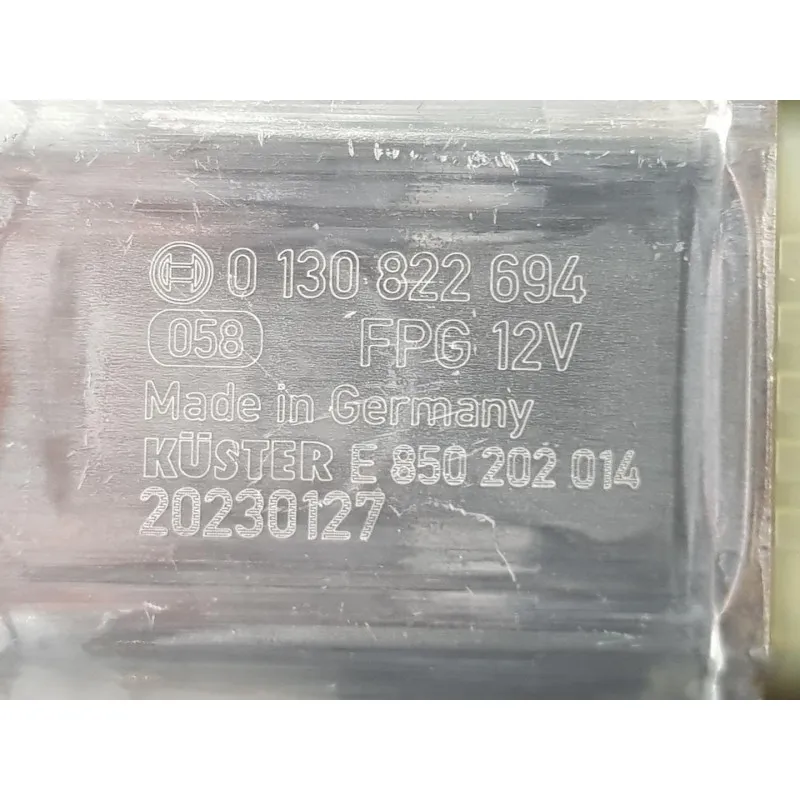 0 130 822 694
058 FPG 12V
Made in Germany
KÜSTER E 850 202 014
20230127